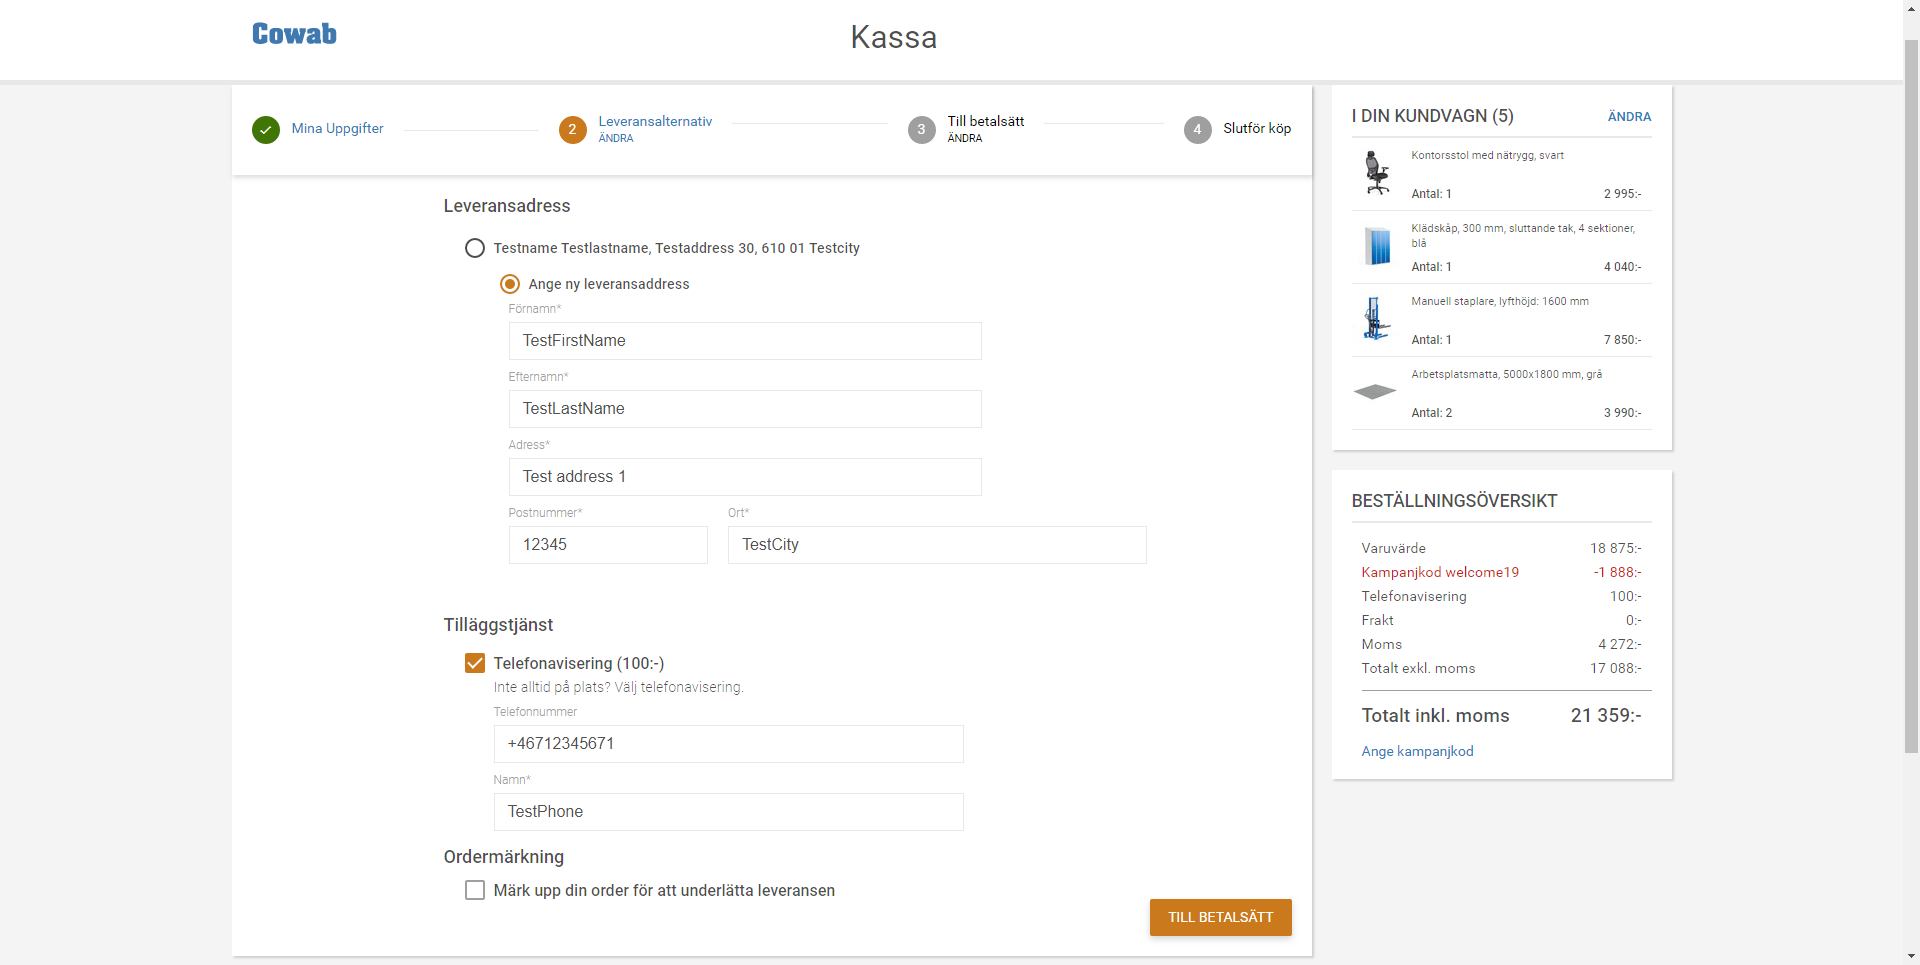 Cowab
Kassa
Mina Uppgifter
2
Leveransalternativ
ÄNDRA
3
Till betalsätt
ÄNDRA
4
Slutför köp
Leveransadress
Testname Testlastname, Testaddress 30, 610 01 Testcity
Ange ny leveransaddress
Förnamn*
TestFirstName
Efternamn*
TestLastName
Adress*
Test address 1
Postnummer* Ort*
12345 TestCity
Tilläggstjänst
Telefonavisering (100:-)
Inte alltid på plats? Välj telefonavisering.
Telefonnummer
+46712345671
Namn*
TestPhone
Ordermärkning
Märk upp din order för att underlätta leveransen
TILL BETALSÄTT
I DIN KUNDVAGN (5) ÄNDRA
Kontorsstol med nätrygg, svart
Antal: 1 2 995:-
Klädskåp, 300 mm, sluttande tak, 4 sektioner,
blå
Antal: 1 4 040:-
Manuell staplare, lyfthöjd: 1600 mm
Antal: 1 7 850:-
Arbetsplatsmatta, 5000x1800 mm, grå
Antal: 2 3 990:-
BESTÄLLNINGSÖVERSIKT
Varuvärde 18 875:-
Kampanjkod welcome19 -1 888:-
Telefonavisering 100:-
Frakt 0:-
Moms 4 272:-
Totalt exkl. moms 17 088:-
Totalt inkl. moms 21 359:-
Ange kampanjkod